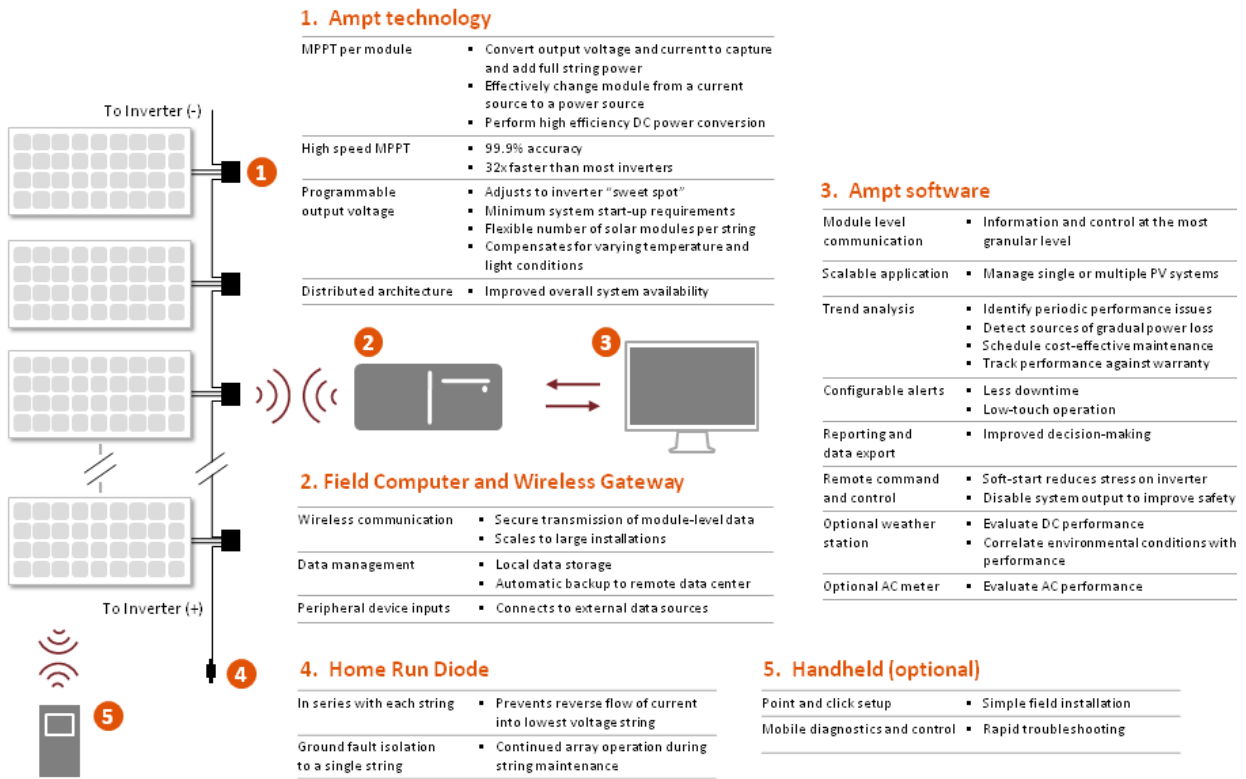 1. Ampt technology
MPPT per module
▪ Convert output voltage and current to capture
and add full string power
▪ Effectively change module from a current
source to a power source
▪ Perform high efficiency DC power conversion
High speed MPPT
▪ 99.9% accuracy
▪ 32x faster than most inverters
Programmable
output voltage
▪ Adjusts to inverter “sweet spot”
▪ Minimum system start-up requirements
▪ Flexible number of solar modules per string
▪ Compensates for varying temperature and
light conditions
Distributed architecture
▪ Improved overall system availability
To Inverter (-)
1
2
3
To Inverter (+)
4
5
2. Field Computer and Wireless Gateway
Wireless communication
▪ Secure transmission of module-level data
▪ Scales to large installations
Data management
▪ Local data storage
▪ Automatic backup to remote data center
Peripheral device inputs
▪ Connects to external data sources
3. Ampt software
Module level
communication
▪ Information and control at the most
granular level
Scalable application
▪ Manage single or multiple PV systems
Trend analysis
▪ Identify periodic performance issues
▪ Detect sources of gradual power loss
▪ Schedule cost-effective maintenance
▪ Track performance against warranty
Configurable alerts
▪ Less downtime
▪ Low-touch operation
Reporting and
data export
▪ Improved decision-making
Remote command
and control
▪ Soft-start reduces stress on inverter
▪ Disable system output to improve safety
Optional weather
station
▪ Evaluate DC performance
▪ Correlate environmental conditions with
performance
Optional AC meter
▪ Evaluate AC performance
4. Home Run Diode
In series with each string
▪ Prevents reverse flow of current
into lowest voltage string
Ground fault isolation
to a single string
▪ Continued array operation during
string maintenance
5. Handheld (optional)
Point and click setup
▪ Simple field installation
Mobile diagnostics and control
▪ Rapid troubleshooting